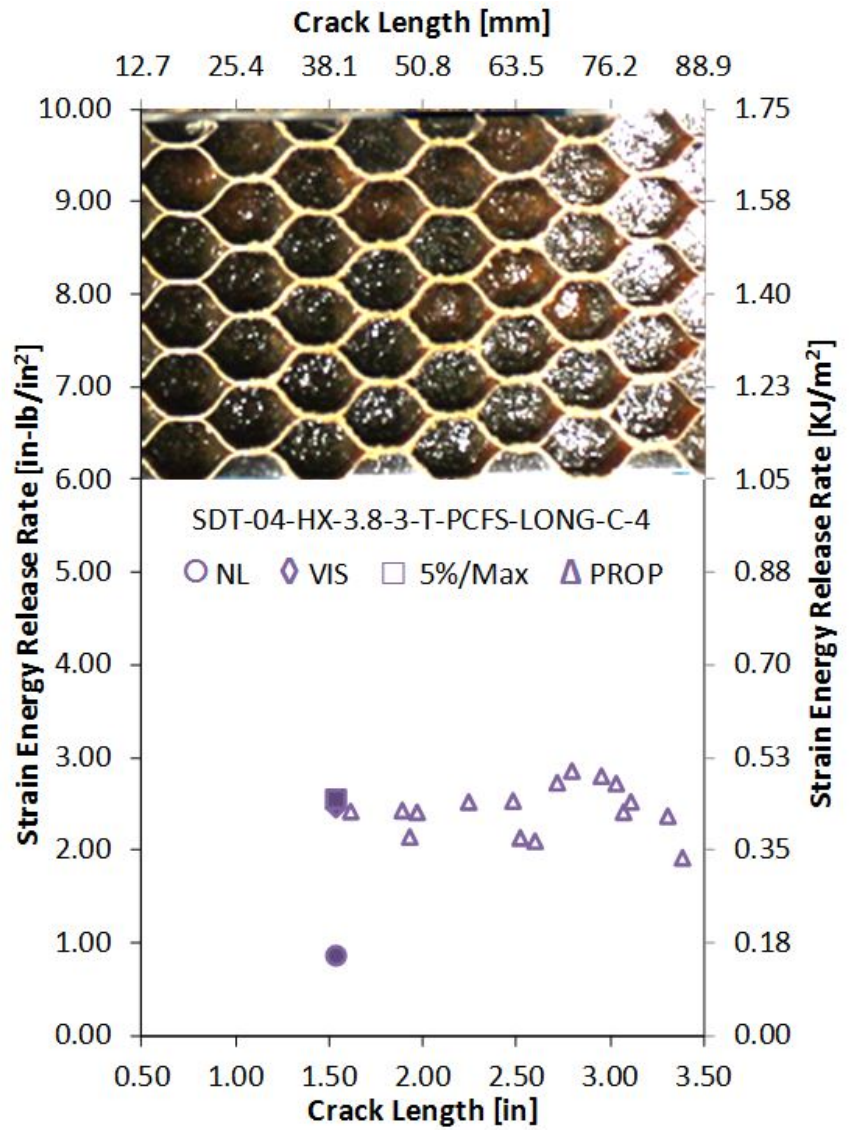 Crack Length [mm]
12.7 25.4 38.1 50.8 63.5 76.2 88.9
10.00 1.75
9.00 1.58
8.00 1.40
7.00 1.23
6.00 1.05
SDT-04-HX-3.8-3-T-PCFS-LONG-C-4
NL VIS 5%/Max PROP
5.00 0.88
4.00 0.70
3.00 0.53
2.00 0.35
1.00 0.18
0.00 0.00
Strain Energy Release Rate [in-lb/in²]
Strain Energy Release Rate [KJ/m²]
0.50 1.00 1.50 2.00 2.50 3.00 3.50
Crack Length [in]